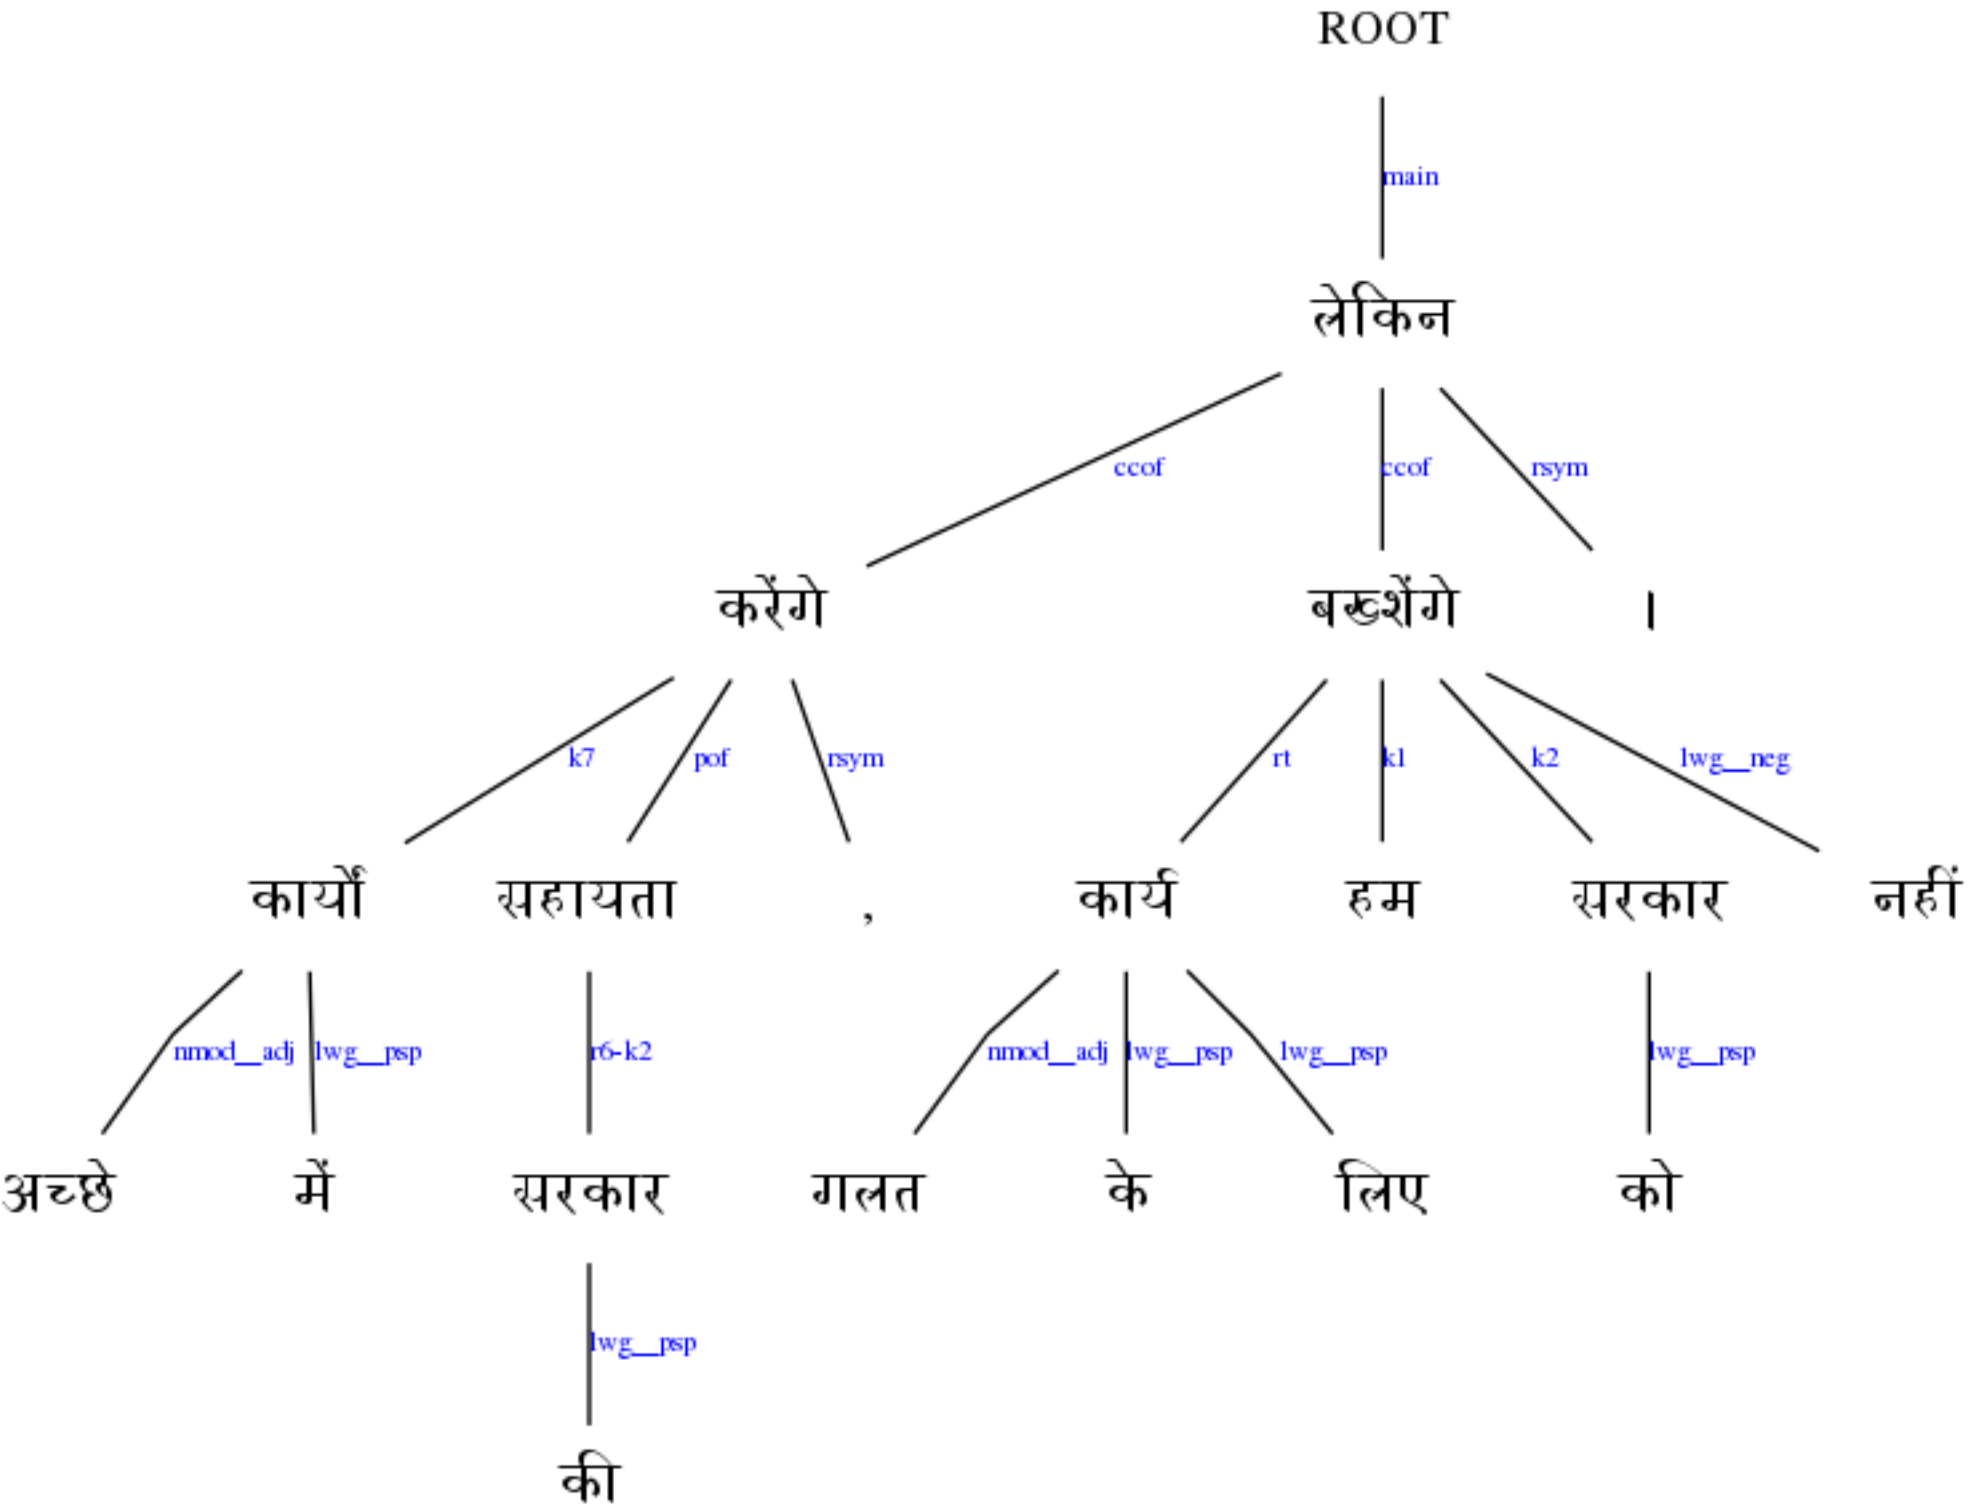 ROOT
main
लेकिन
ccof ccof rsym
करेंगे बख्शेंगे ।
k7 pof rsym rt k1 k2 lwg__neg
कार्यों सहायता , कार्य हम सरकार नहीं
nmod__adj lwg__psp r6-k2 nmod__adj lwg__psp lwg__psp lwg__psp
अच्छे में सरकार गलत के लिए को
lwg__psp
की